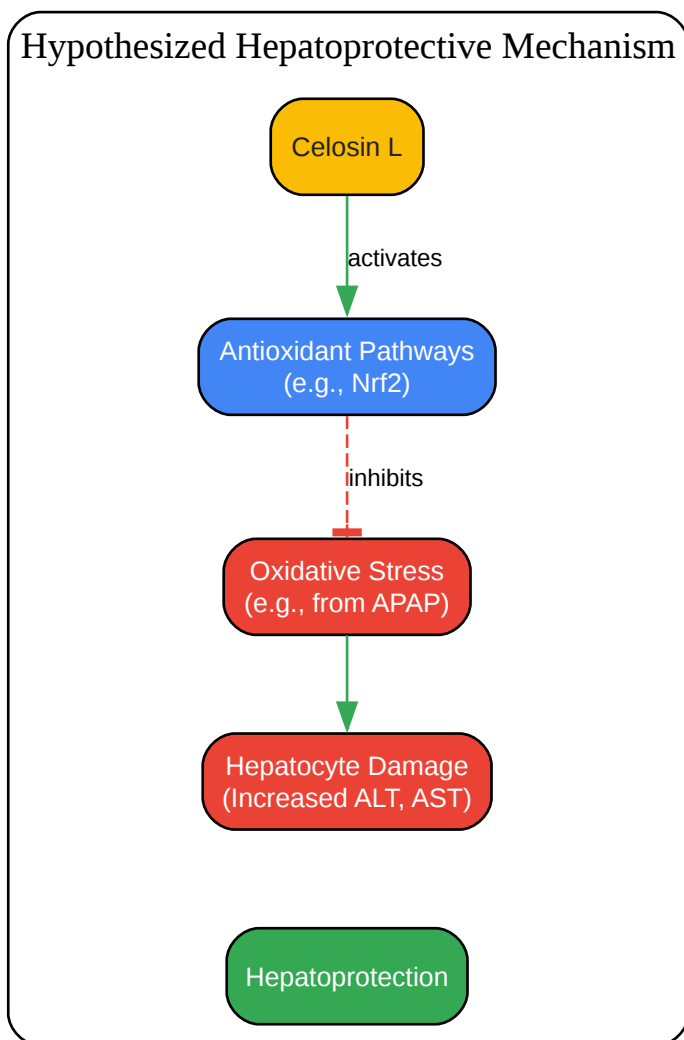 Hypothesized Hepatoprotective Mechanism
Celosin L
activates
Antioxidant Pathways
(e.g., Nrf2)
inhibits
Oxidative Stress
(e.g., from APAP)
Hepatocyte Damage
(Increased ALT, AST)
Hepatoprotection